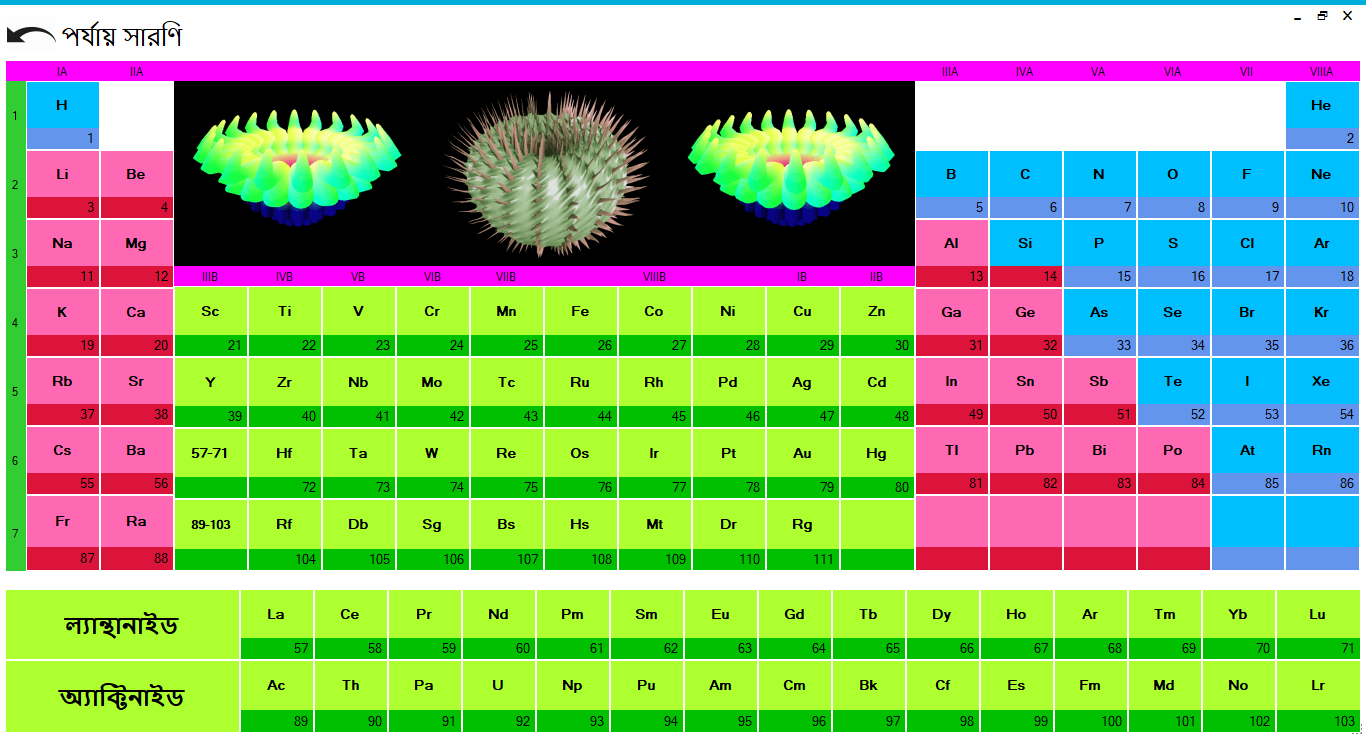 পর্যায় সারণি
IA IIA IIIA IVA VA VIA VII VIIIA
1 H He
1 2
2 Li Be B C N O F Ne
3 4 5 6 7 8 9 10
3 Na Mg Al Si P S Cl Ar
11 12 13 14 15 16 17 18
IIIB IVB VB VIB VIIB VIIIB IB IIB
4 K Ca Sc Ti V Cr Mn Fe Co Ni Cu Zn Ga Ge As Se Br Kr
19 20 21 22 23 24 25 26 27 28 29 30 31 32 33 34 35 36
5 Rb Sr Y Zr Nb Mo Tc Ru Rh Pd Ag Cd In Sn Sb Te I Xe
37 38 39 40 41 42 43 44 45 46 47 48 49 50 51 52 53 54
6 Cs Ba 57-71 Hf Ta W Re Os Ir Pt Au Hg Tl Pb Bi Po At Rn
55 56 72 73 74 75 76 77 78 79 80 81 82 83 84 85 86
7 Fr Ra 89-103 Rf Db Sg Bs Hs Mt Dr Rg
87 88 104 105 106 107 108 109 110 111
ল্যান্থানাইড La Ce Pr Nd Pm Sm Eu Gd Tb Dy Ho Ar Tm Yb Lu
57 58 59 60 61 62 63 64 65 66 67 68 69 70 71
অ্যাক্টিনাইড Ac Th Pa U Np Pu Am Cm Bk Cf Es Fm Md No Lr
89 90 91 92 93 94 95 96 97 98 99 100 101 102 103